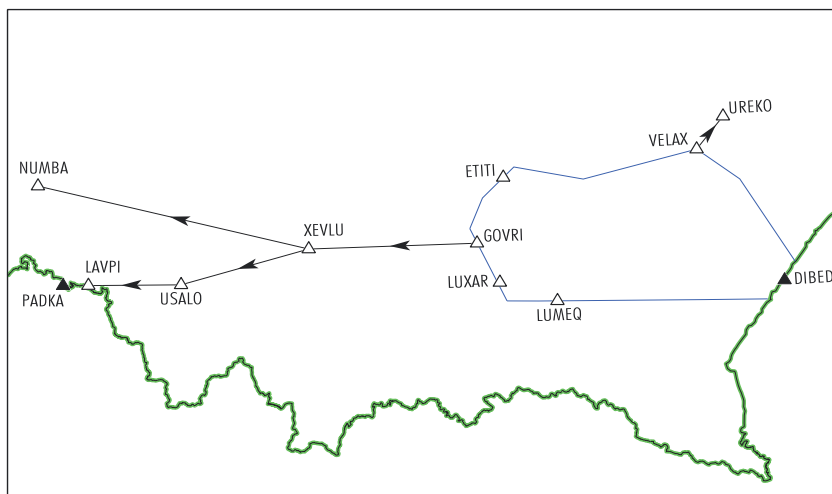 UREKO
VELAX
ETITI
NUMBA
XEVLU
GOVRI
LAVPI
LUXAR
DIBED
PADKA
USALO
LUMEQ